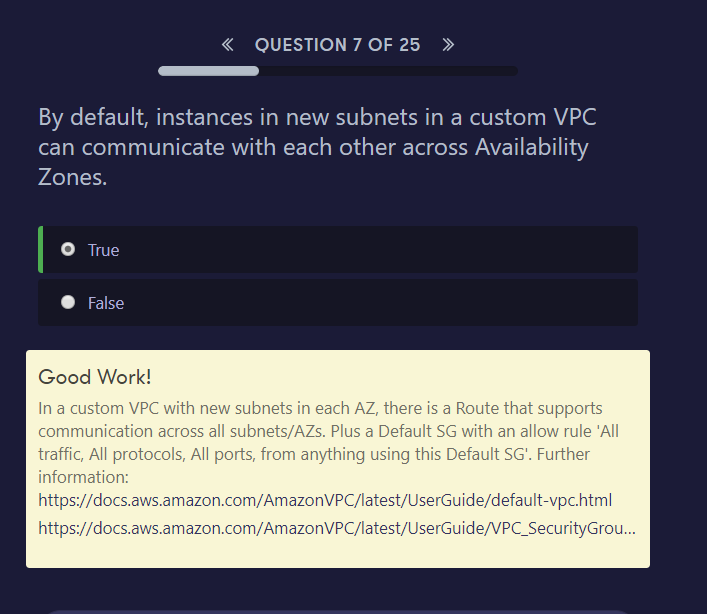 QUESTION 7 OF 25
By default, instances in new subnets in a custom VPC
can communicate with each other across Availability
Zones.
True
False
Good Work!
In a custom VPC with new subnets in each AZ, there is a Route that supports
communication across all subnets/AZs. Plus a Default SG with an allow rule 'All
traffic, All protocols, All ports, from anything using this Default SG'. Further
information:
https://docs.aws.amazon.com/AmazonVPC/latest/UserGuide/default-vpc.html
https://docs.aws.amazon.com/AmazonVPC/latest/UserGuide/VPC_SecurityGrou...